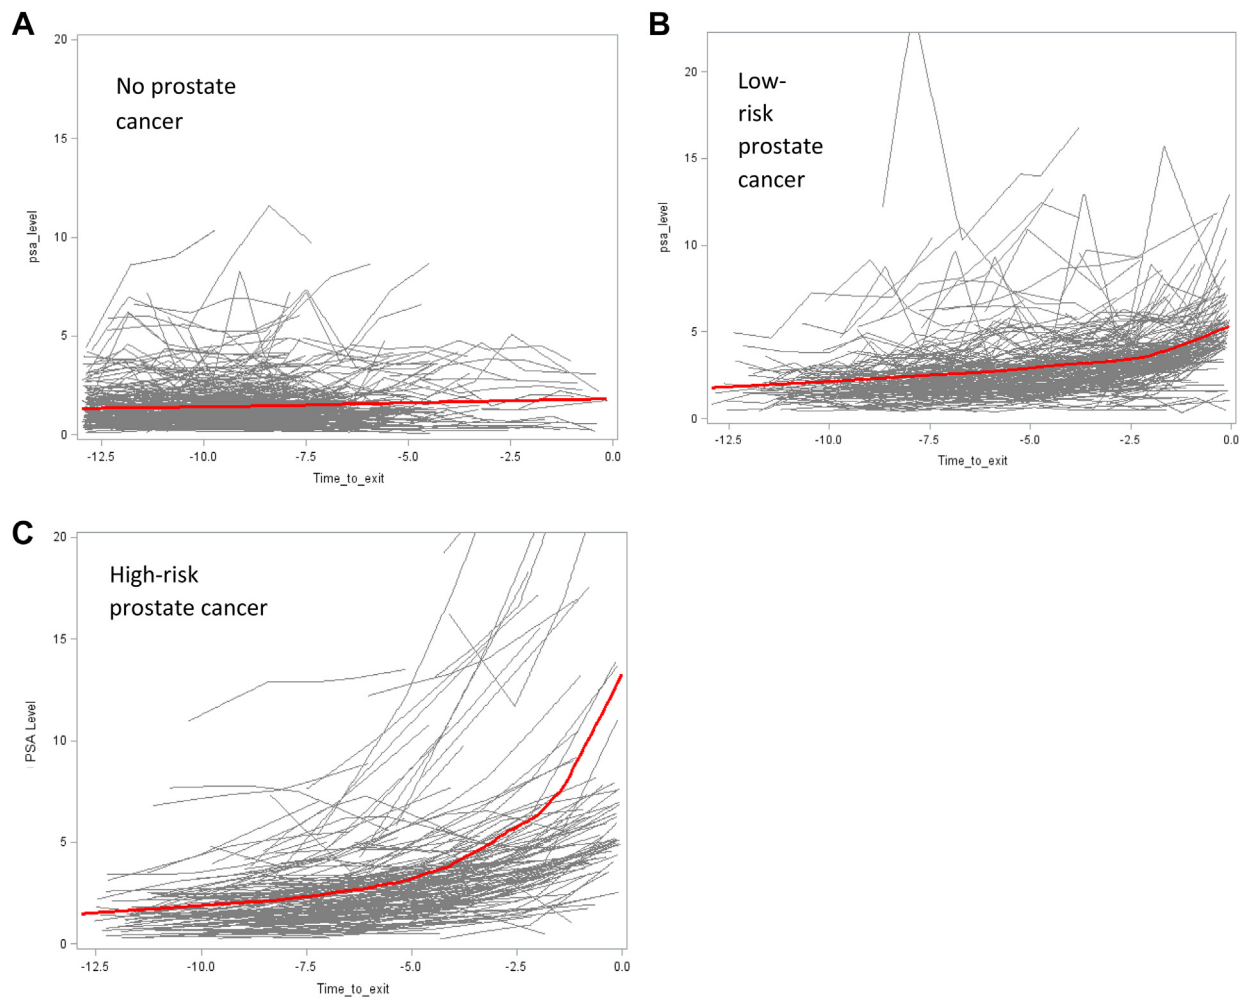 A
20
15
10
5
0
psa_level
No prostate
cancer
-12.5 -10.0 -7.5 -5.0 -2.5 0.0
Time_to_exit
B
20
15
10
5
0
psa_level
Low-
risk
prostate
cancer
-12.5 -10.0 -7.5 -5.0 -2.5 0.0
Time_to_exit
C
20
15
10
5
0
PSA Level
High-risk
prostate cancer
-12.5 -10.0 -7.5 -5.0 -2.5 0.0
Time_to_exit